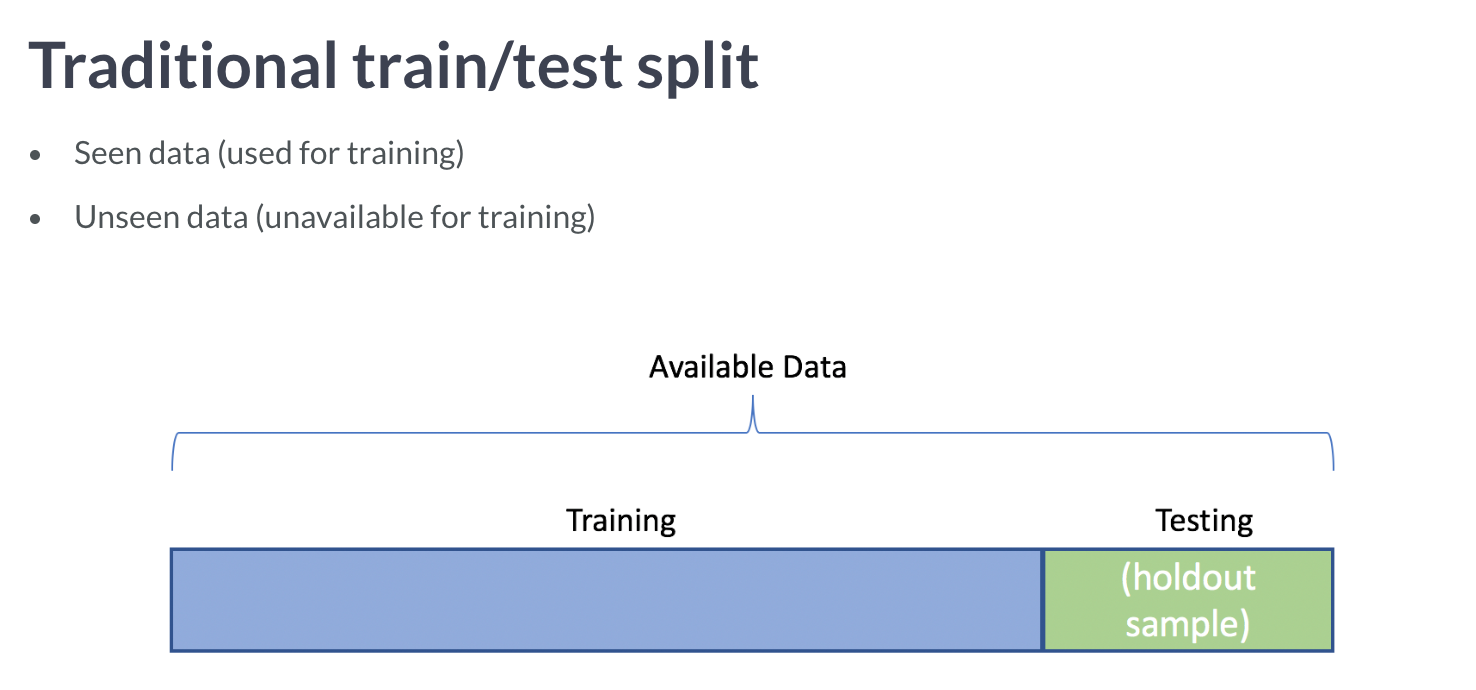 Traditional train/test split
• Seen data (used for training)
• Unseen data (unavailable for training)
Available Data
Training
Testing
(holdout
sample)